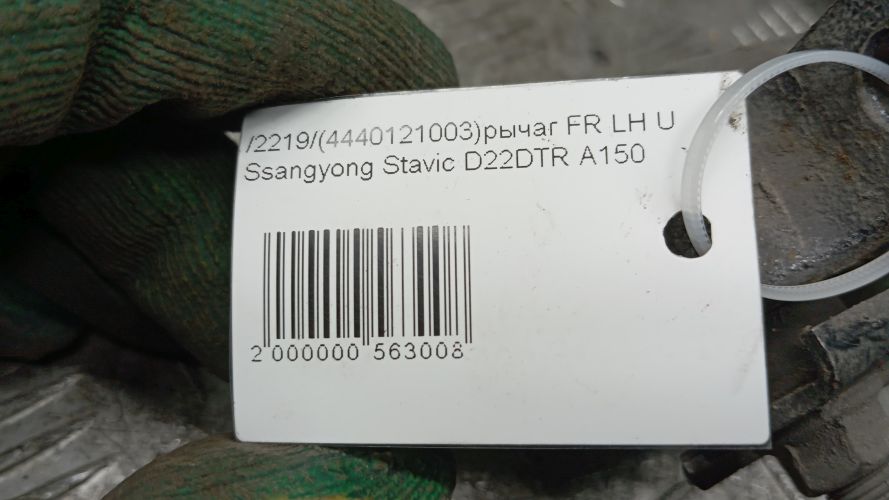 /2219/(4440121003)рычаг FR LH U
Ssangyong Stavic D22DTR A150
2 000000 563008